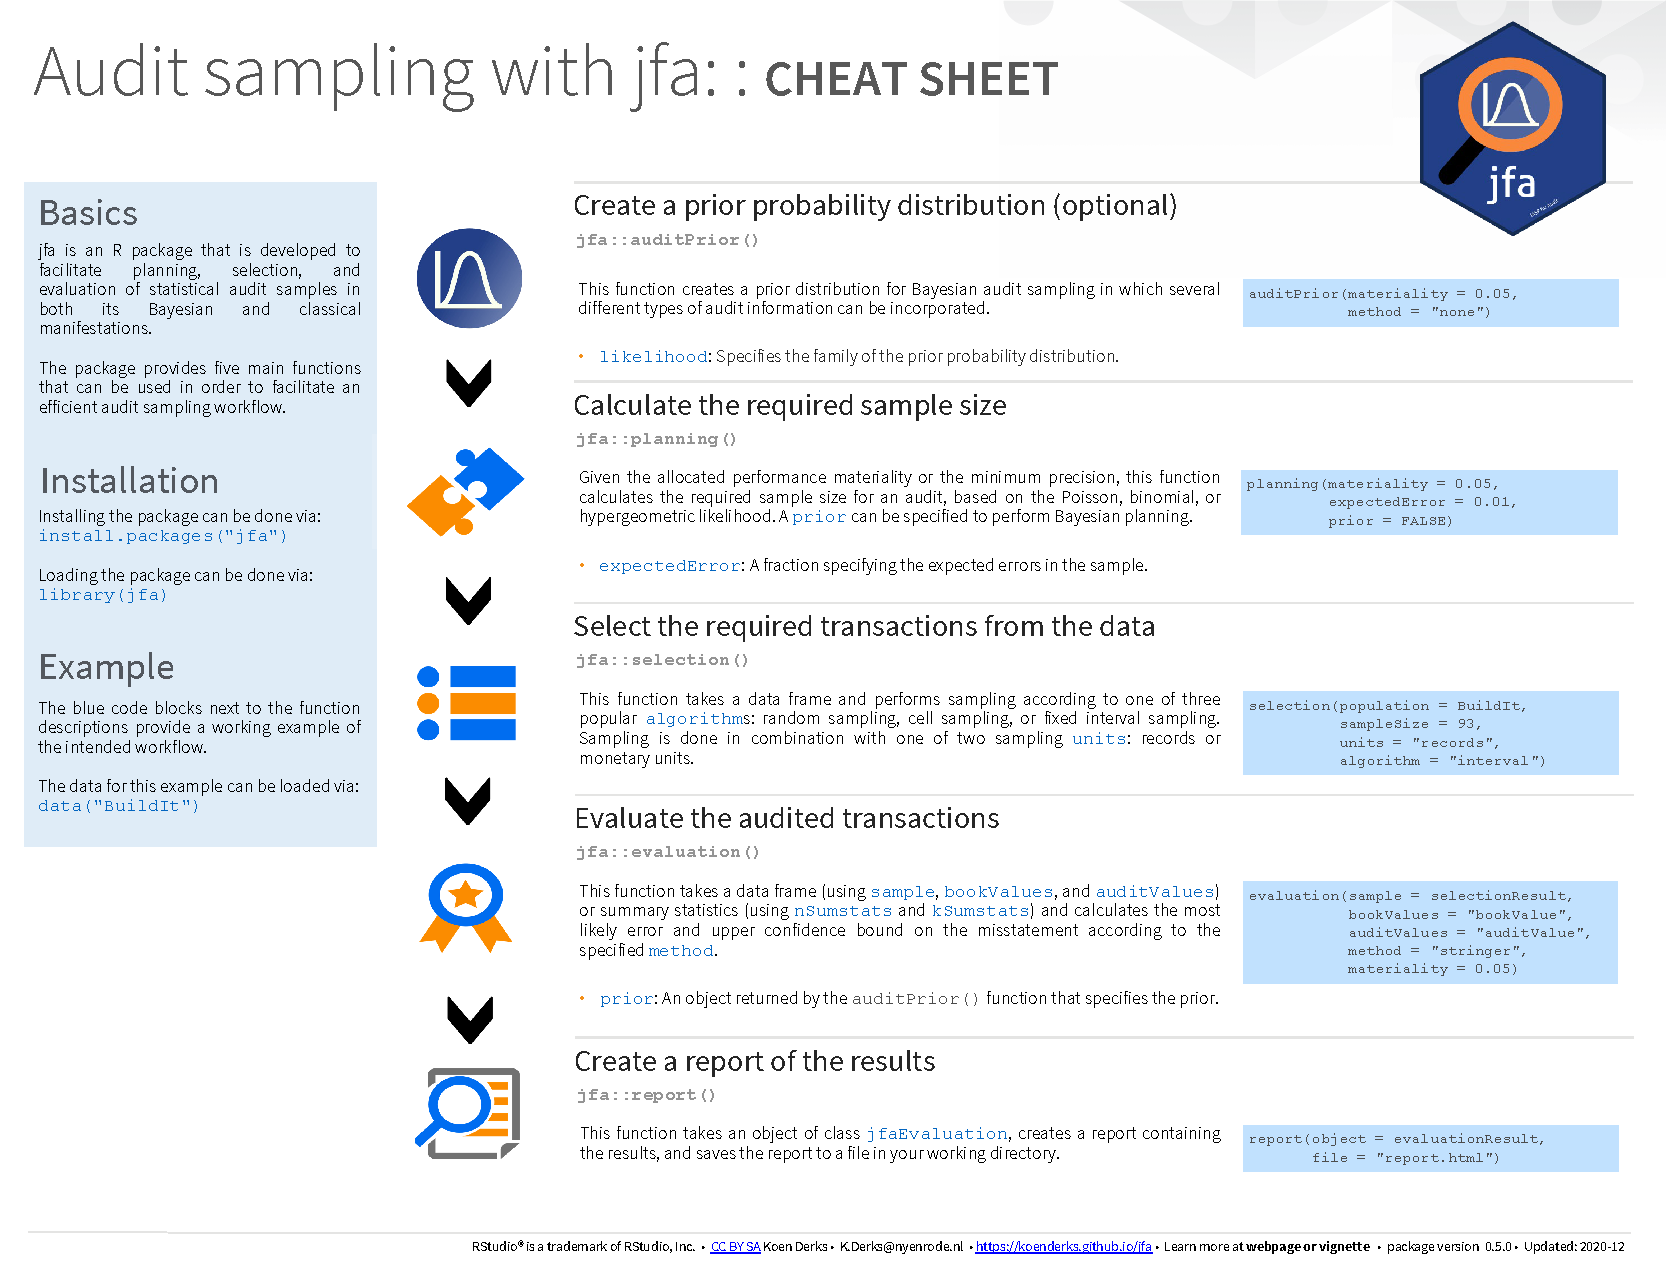 Audit sampling with jfa: : CHEAT SHEET
jfa
Basics
jfa is an R package that is developed to
facilitate planning, selection, and
evaluation of statistical audit samples in
both its Bayesian and classical
manifestations.
The package provides five main functions
that can be used in order to facilitate an
efficient audit sampling workflow.
Installation
Installing the package can be done via:
install.packages("jfa")
Loading the package can be done via:
library(jfa)
Example
The blue code blocks next to the function
descriptions provide a working example of
the intended workflow.
The data for this example can be loaded via:
data("BuildIt")
Create a prior probability distribution (optional)
jfa::auditPrior()
This function creates a prior distribution for Bayesian audit sampling in which several
different types of audit information can be incorporated.
• likelihood: Specifies the family of the prior probability distribution.
auditPrior(materiality = 0.05,
method = "none")
Calculate the required sample size
jfa::planning()
Given the allocated performance materiality or the minimum precision, this function
calculates the required sample size for an audit, based on the Poisson, binomial, or
hypergeometric likelihood. A prior can be specified to perform Bayesian planning.
• expectedError: A fraction specifying the expected errors in the sample.
planning(materiality = 0.05,
expectedError = 0.01,
prior = FALSE)
Select the required transactions from the data
jfa::selection()
This function takes a data frame and performs sampling according to one of three
popular algorithms: random sampling, cell sampling, or fixed interval sampling.
Sampling is done in combination with one of two sampling units: records or
monetary units.
selection(population = BuildIt,
sampleSize = 93,
units = "records",
algorithm = "interval")
Evaluate the audited transactions
jfa::evaluation()
This function takes a data frame (using sample, bookValues, and auditValues)
or summary statistics (using nSumstats and kSumstats) and calculates the most
likely error and upper confidence bound on the misstatement according to the
specified method.
• prior: An object returned by the auditPrior() function that specifies the prior.
evaluation(sample = selectionResult,
bookValues = "bookValue",
auditValues = "auditValue",
method = "stringer",
materiality = 0.05)
Create a report of the results
jfa::report()
This function takes an object of class jfaEvaluation, creates a report containing
the results, and saves the report to a file in your working directory.
report(object = evaluationResult,
file = "report.html")
RStudio® is a trademark of RStudio, Inc. • CC BY SA Koen Derks • K.Derks@nyenrode.nl • https://koenderks.github.io/jfa • Learn more at webpage or vignette • package version 0.5.0 • Updated: 2020-12